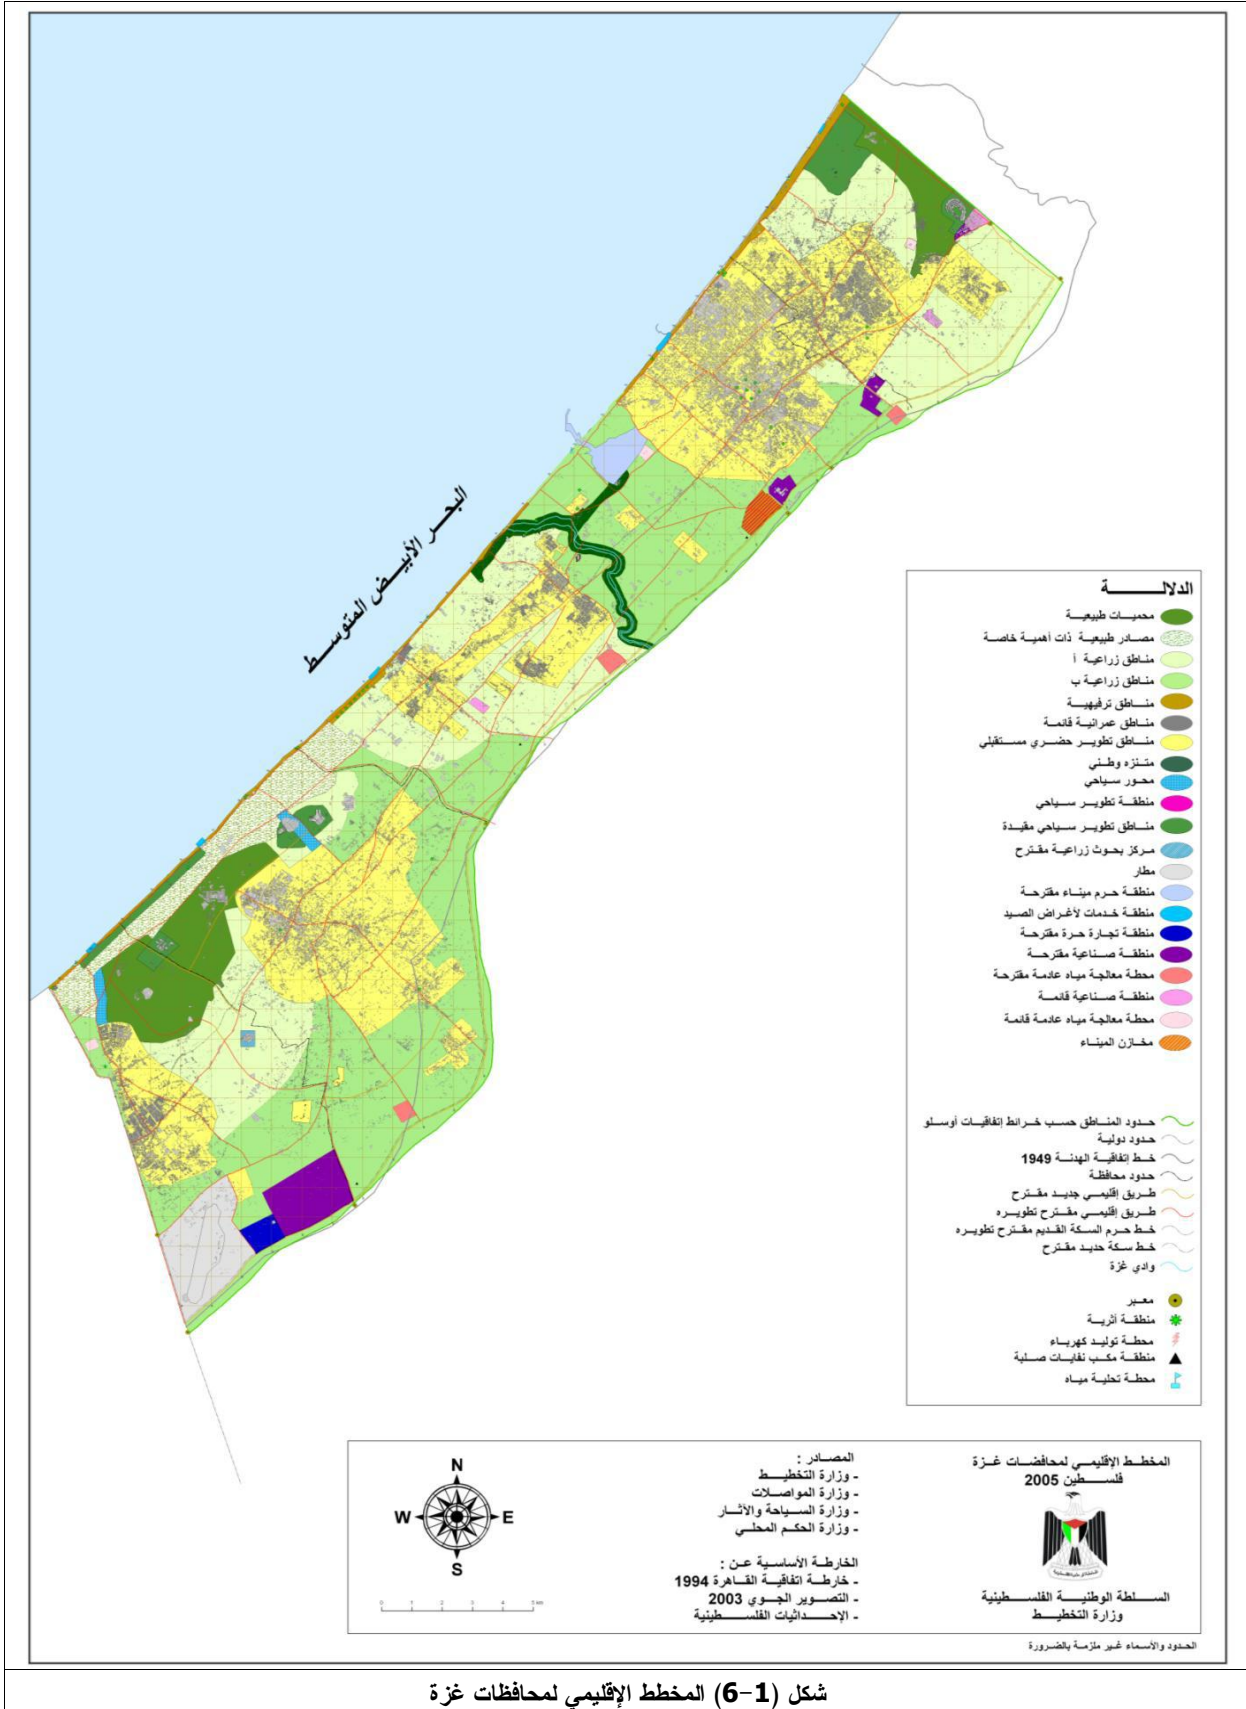 البحر الأبيض المتوسط
الدلالة
محميات طبيعية
مصادر طبيعية ذات أهمية خاصة
مناطق زراعية أ
مناطق زراعية ب
مناطق ترفيهية
مناطق عمرانية قائمة
مناطق تطوير حضري مستقبلي
متنزه وطني
محور سياحي
منطقة تطوير سياحي
مناطق تطوير سياحي مقيدة
مركز بحوث زراعية مقترح
مطار
منطقة حرم ميناء مقترحة
منطقة خدمات لأغراض الصيد
منطقة تجارة حرة مقترحة
منطقة صناعية مقترحة
محطة معالجة مياه عادمة مقترحة
منطقة صناعية قائمة
محطة معالجة مياه عادمة قائمة
مخازن الميناء
حدود المناطق حسب خرائط إتفاقيات أوسلو
حدود دولية
خط إتفاقية الهدنة 1949
حدود محافظة
طريق إقليمي جديد مقترح
طريق إقليمي مقترح تطويره
خط حرم السكة القديم مقترح تطويره
خط سكة حديد مقترح
وادي غزة
معبر
منطقة أثرية
محطة توليد كهرباء
منطقة مكب نفايات صلبة
محطة تحلية مياه
المخطط الإقليمي لمحافضات غزة
فلسطين 2005
السلطة الوطنية الفلسطينية
وزارة التخطيط
المصادر :
- وزارة التخطيط
- وزارة المواصلات
- وزارة السياحة والآثار
- وزارة الحكم المحلي
الخارطة الأساسية عن :
- خارطة اتفاقية القاهرة 1994
- التصوير الجوي 2003
- الإحداثيات الفلسطينية
N
W E
S
0 1 2 3 4 5 km
الحدود والأسماء غير ملزمة بالضرورة
شكل (1-6) المخطط الإقليمي لمحافظات غزة